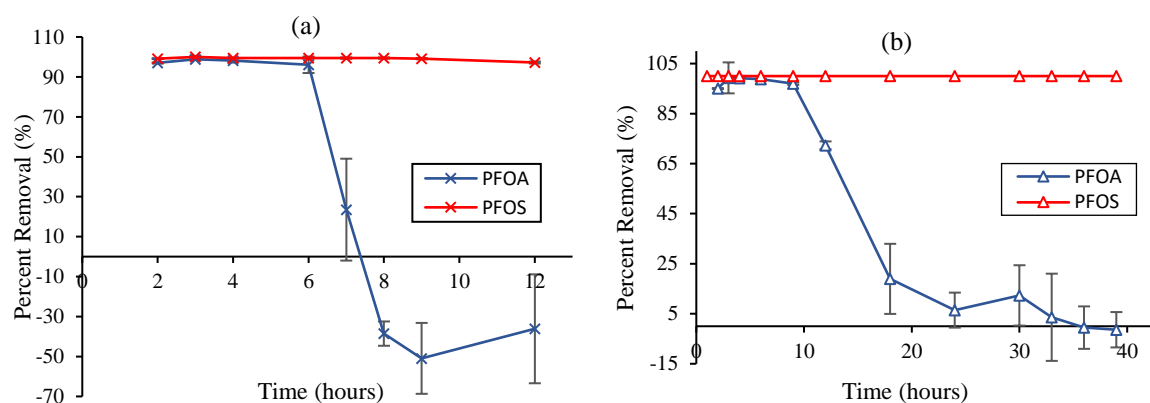 (a)
Percent Removal (%)
110
90
70
50
30
10
-10
-30
-50
-70
0 2 4 6 8 10 12
PFOA
PFOS
Time (hours)
(b)
Percent Removal (%)
105
85
65
45
25
5
-15
0 10 20 30 40
PFOA
PFOS
Time (hours)